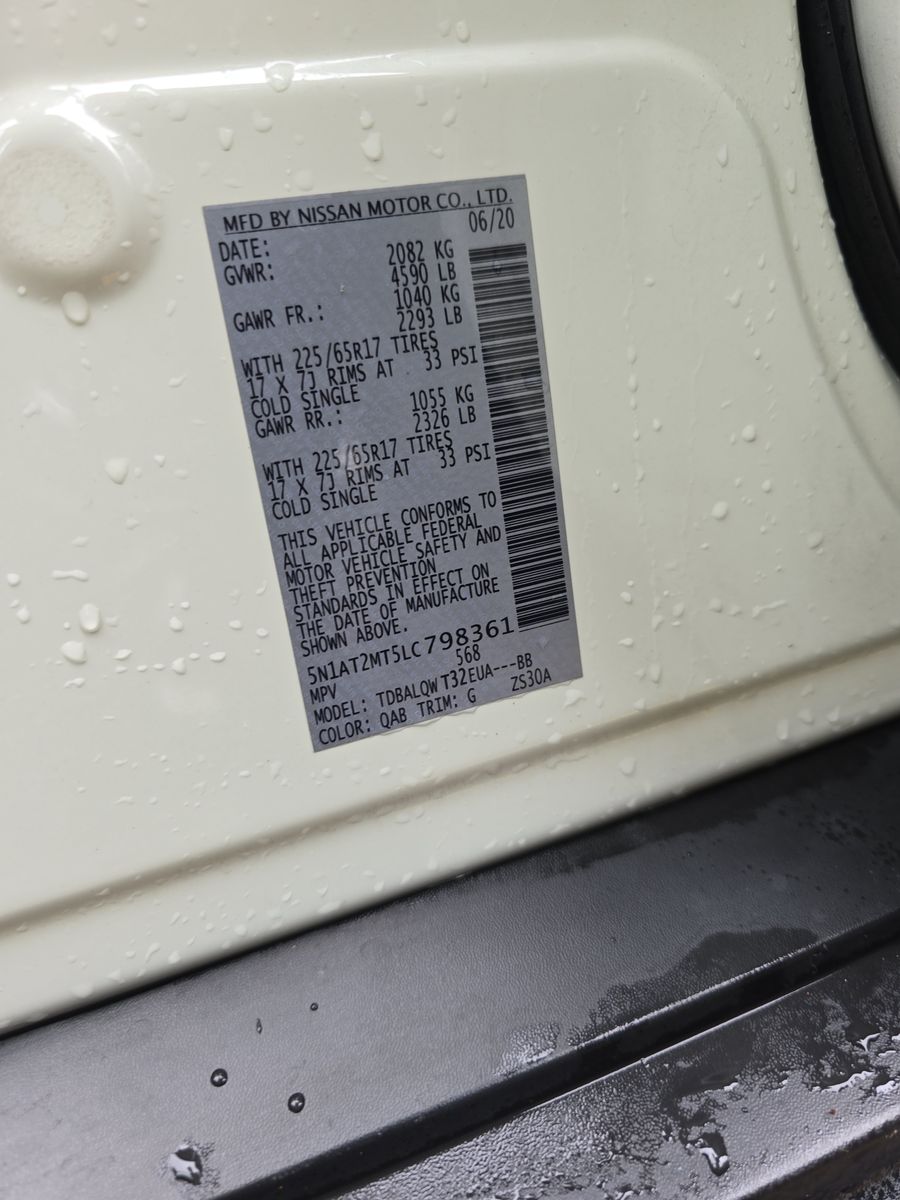 MFD BY NISSAN MOTOR CO., LTD.
DATE: 06/20
GVWR: 2082 KG
4590 LB
GAWR FR.: 1040 KG
2293 LB
WITH 225/65R17 TIRES
17 X 7J RIMS AT 33 PSI
COLD SINGLE
GAWR RR.: 1055 KG
2326 LB
WITH 225/65R17 TIRES
17 X 7J RIMS AT 33 PSI
COLD SINGLE
THIS VEHICLE CONFORMS TO
ALL APPLICABLE FEDERAL
MOTOR VEHICLE SAFETY AND
THEFT PREVENTION
STANDARDS IN EFFECT ON
THE DATE OF MANUFACTURE
SHOWN ABOVE.
5N1AT2MT5LC798361
MPV 568
MODEL: TDBALQWT32EUA---BB
COLOR: QAB TRIM: G ZS30A